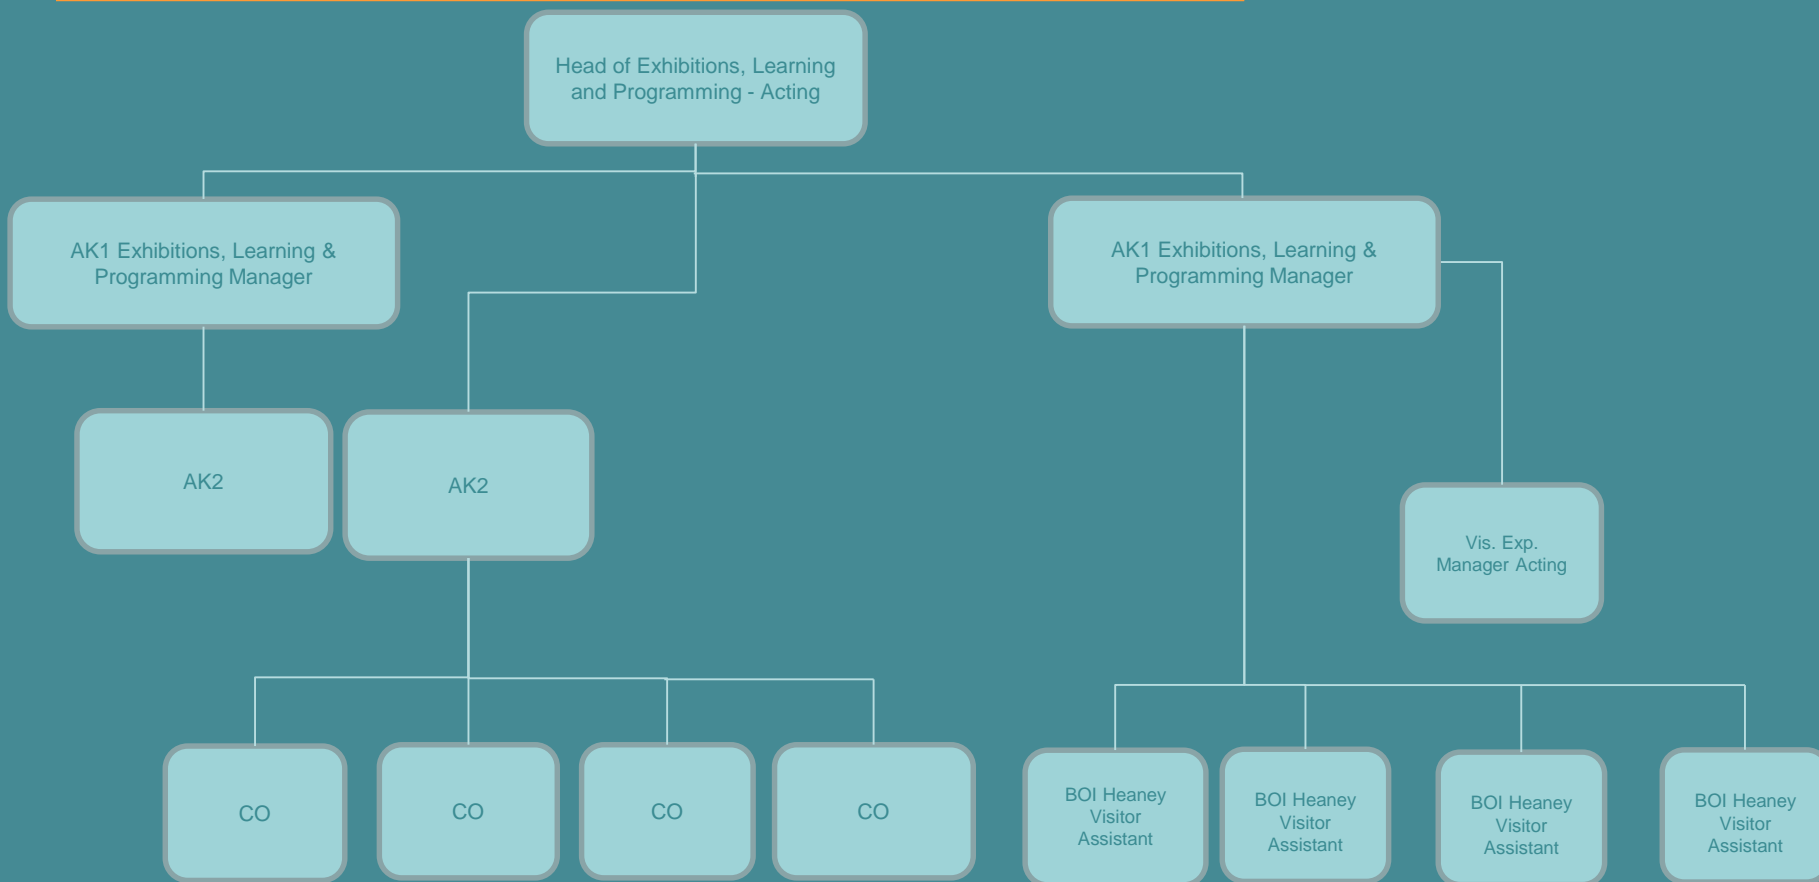 Head of Exhibitions, Learning
and Programming - Acting
AK1 Exhibitions, Learning &
Programming Manager
AK1 Exhibitions, Learning &
Programming Manager
AK2
AK2
Vis. Exp.
Manager Acting
CO
CO
CO
CO
BOI Heaney
Visitor
Assistant
BOI Heaney
Visitor
Assistant
BOI Heaney
Visitor
Assistant
BOI Heaney
Visitor
Assistant